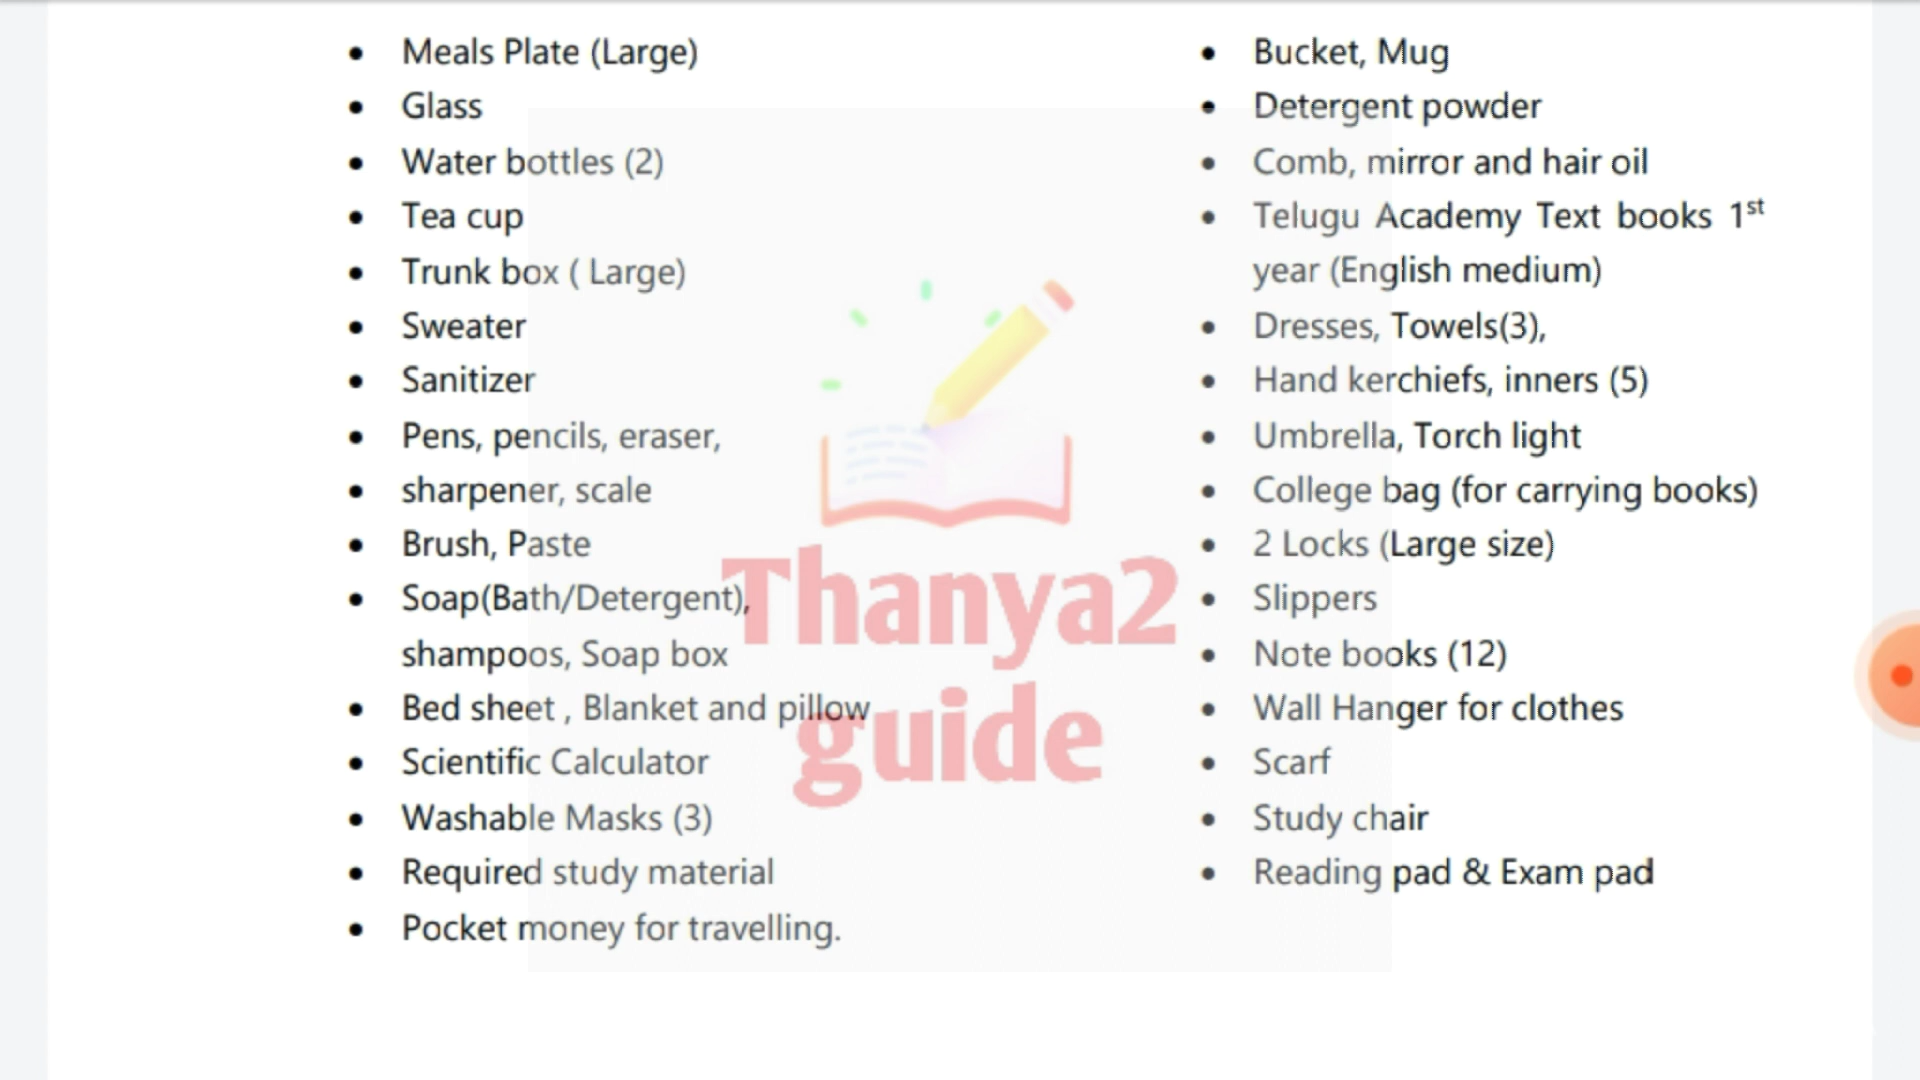 Meals Plate (Large)
Glass
Water bottles (2)
Tea cup
Trunk box ( Large)
Sweater
Sanitizer
Pens, pencils, eraser,
sharpener, scale
Brush, Paste
Soap(Bath/Detergent),
shampoos, Soap box
Bed sheet , Blanket and pillow
Scientific Calculator
Washable Masks (3)
Required study material
Pocket money for travelling.
Bucket, Mug
Detergent powder
Comb, mirror and hair oil
Telugu Academy Text books 1st
year (English medium)
Dresses, Towels(3),
Hand kerchiefs, inners (5)
Umbrella, Torch light
College bag (for carrying books)
2 Locks (Large size)
Slippers
Note books (12)
Wall Hanger for clothes
Scarf
Study chair
Reading pad & Exam pad
Thanya2
guide